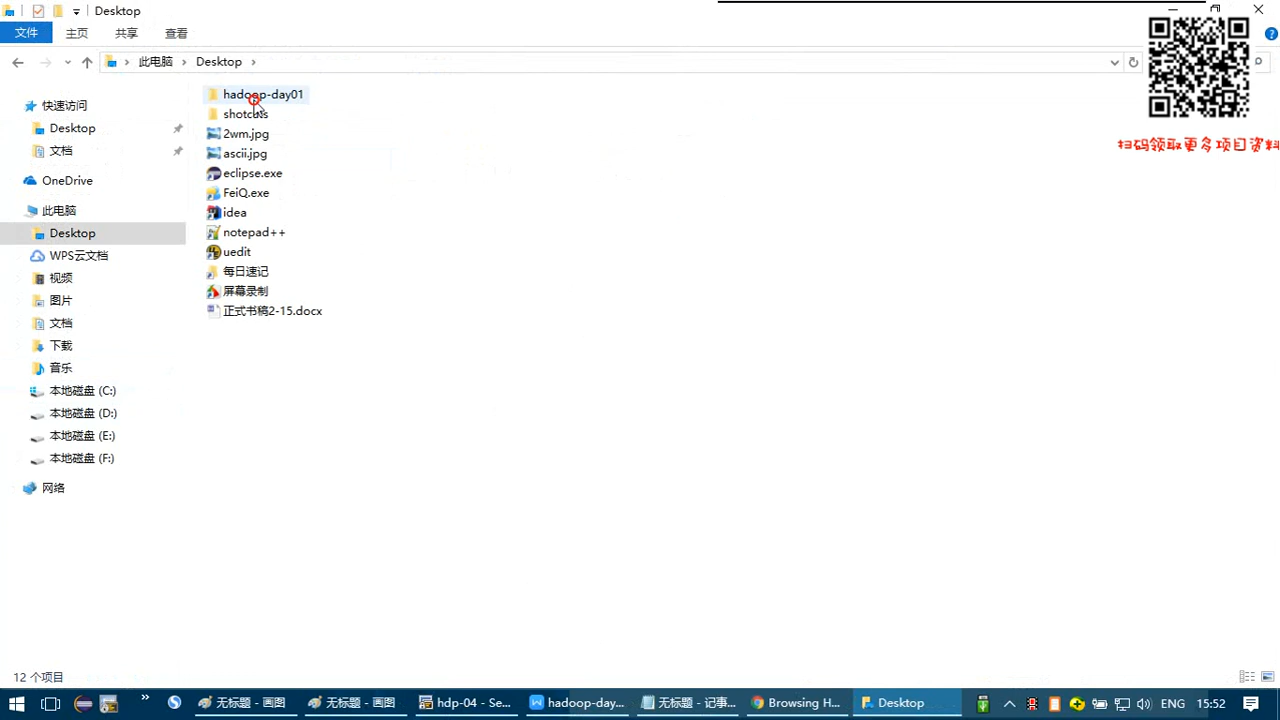 Desktop
文件 主页 共享 查看
此电脑 Desktop
扫码领取更多项目资料
快速访问
Desktop
文档
OneDrive
此电脑
Desktop
WPS云文档
视频
图片
文档
下载
音乐
本地磁盘 (C:)
本地磁盘 (D:)
本地磁盘 (E:)
本地磁盘 (F:)
网络
hadoop-day01
shotcuts
2wm.jpg
ascii.jpg
eclipse.exe
FeiQ.exe
idea
notepad++
uedit
每日速记
屏幕录制
正式书稿2-15.docx
12 个项目
无标题 - 画图 无标题 - 画图 hdp-04 - Se... hadoop-day... 无标题 - 记事... Browsing H... Desktop ENG 15:52